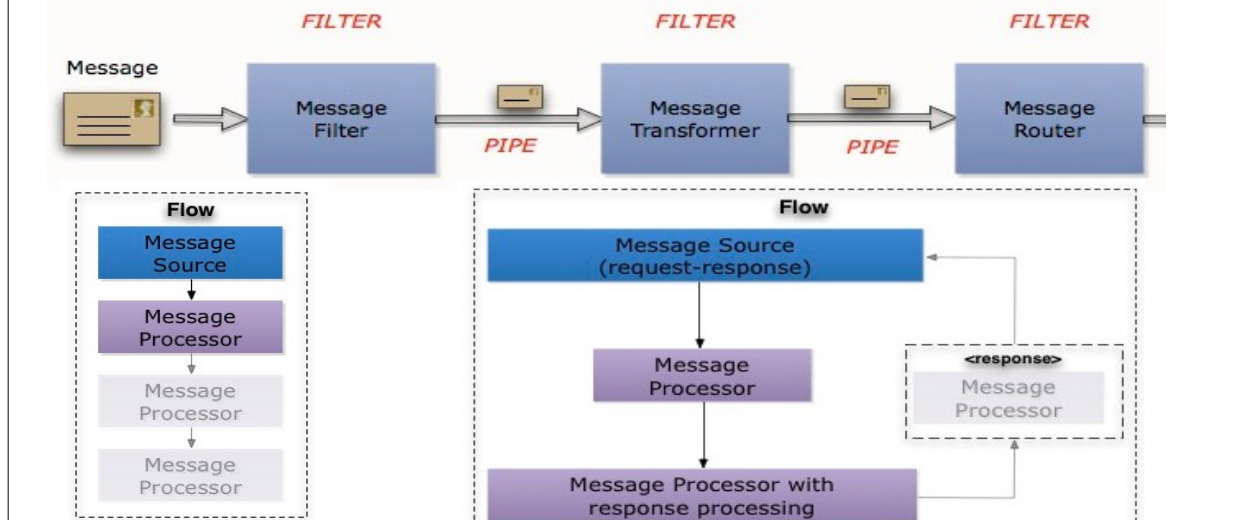 FILTER
FILTER
FILTER
Message
Message
Filter
Message
Transformer
Message
Router
PIPE
PIPE
Flow
Message
Source
Message
Processor
Message
Processor
Message
Processor
Flow
Message Source
(request-response)
Message
Processor
<response>
Message
Processor
Message Processor with
response processing